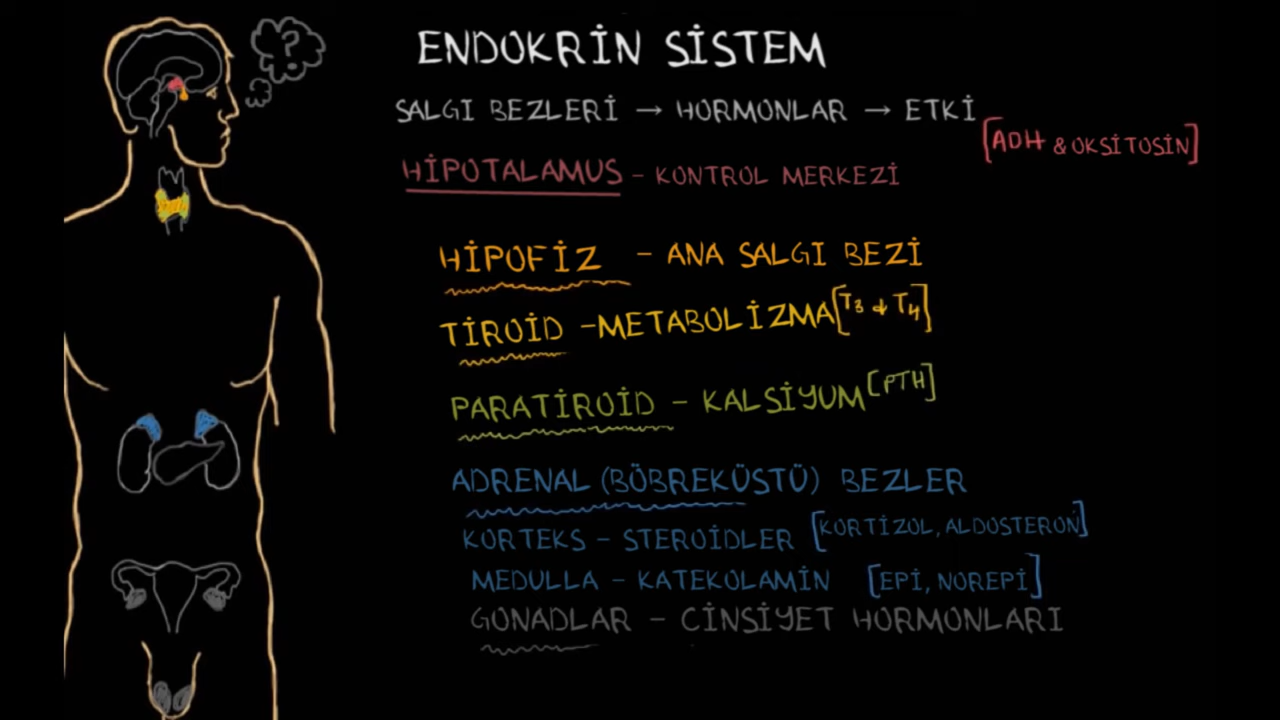 ?
ENDOKRİN SİSTEM
SALGI BEZLERİ → HORMONLAR → ETKİ
HİPOTALAMUS - KONTROL MERKEZİ [ADH & OKSİTOSİN]
HİPOFİZ - ANA SALGI BEZİ
TİROİD - METABOLİZMA [T3 & T4]
PARATİROİD - KALSİYUM [PTH]
ADRENAL (BÖBREKÜSTÜ) BEZLER
KORTEKS - STEROİDLER [KORTİZOL, ALDOSTERON]
MEDULLA - KATEKOLAMİN [EPİ, NOREPİ]
GONADLAR - CİNSİYET HORMONLARI